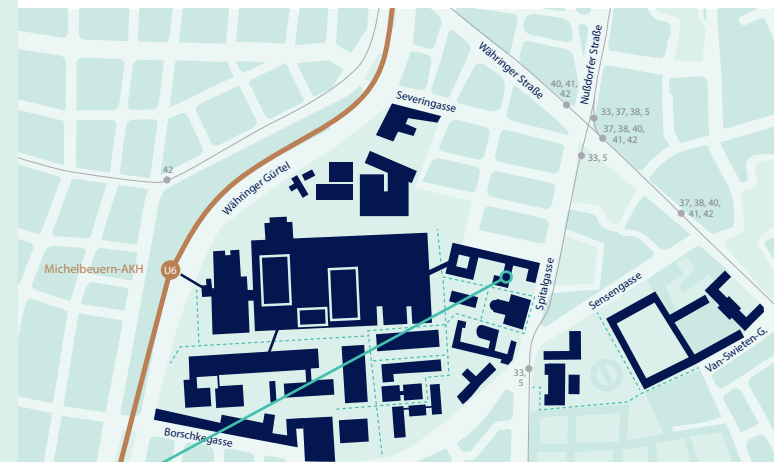 Währinger Straße
Nußdorfer Straße
40, 41,
42
Severingasse
33, 37, 38, 5
37, 38, 40,
41, 42
33, 5
42
Währinger Gürtel
37, 38, 40,
41, 42
Michelbeuern-AKH
U6
Spitalgasse
Sensengasse
Van-Swieten-G.
33,
5
Borschkegasse